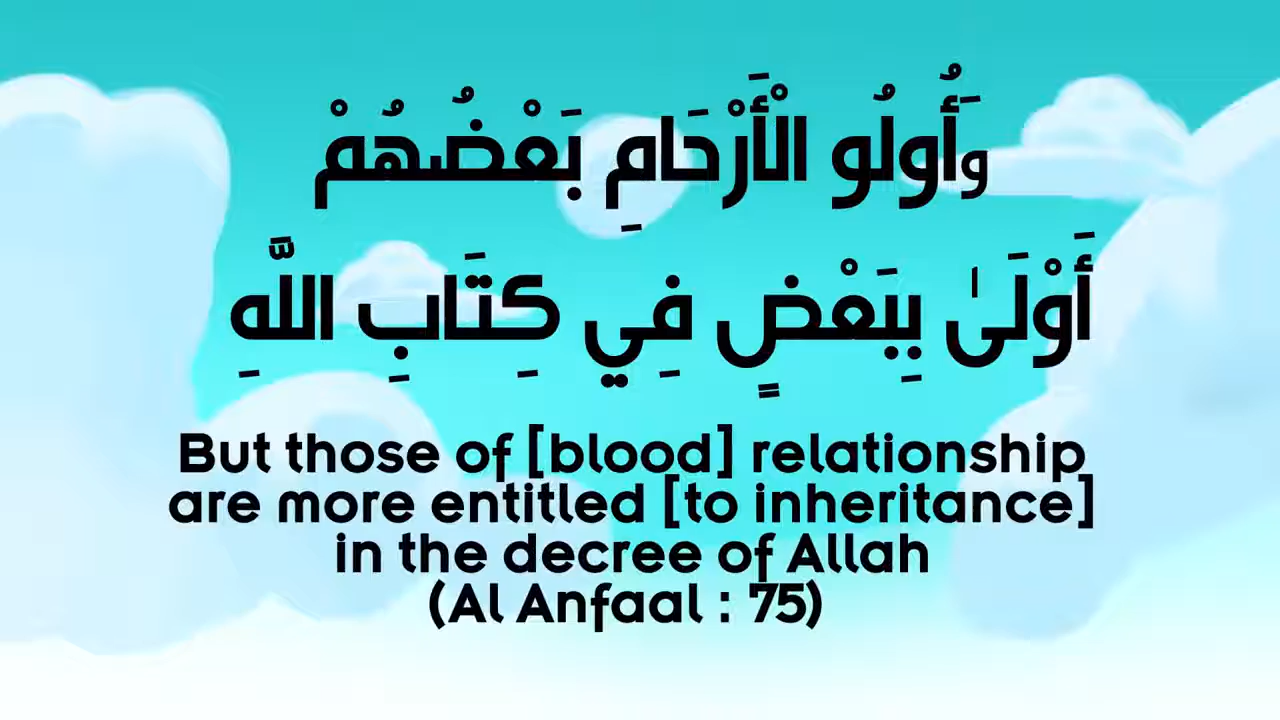 وَأُولُو الْأَرْحَامِ بَعْضُهُمْ
أَوْلَىٰ بِبَعْضٍ فِي كِتَابِ اللَّهِ
But those of [blood] relationship
are more entitled [to inheritance]
in the decree of Allah
(Al Anfaal : 75)